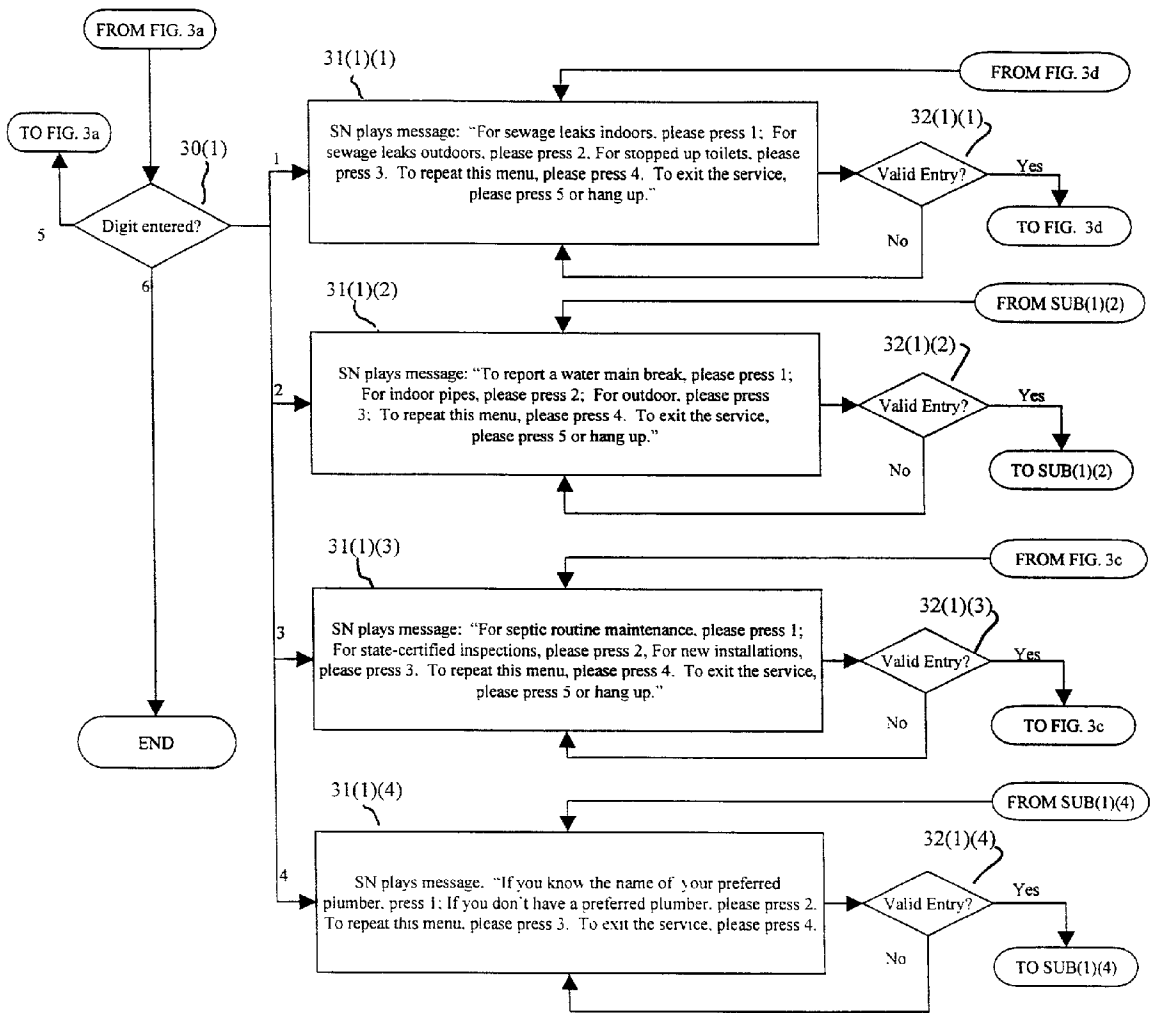 FROM FIG. 3a
TO FIG. 3a
30(1)
Digit entered?
5
6
END
1
31(1)(1)
FROM FIG. 3d
SN plays message: “For sewage leaks indoors, please press 1; For
sewage leaks outdoors, please press 2, For stopped up toilets, please
press 3. To repeat this menu, please press 4. To exit the service,
please press 5 or hang up.”
32(1)(1)
Valid Entry?
Yes
TO FIG. 3d
No
2
31(1)(2)
FROM SUB(1)(2)
SN plays message: “To report a water main break, please press 1;
For indoor pipes, please press 2; For outdoor, please press
3; To repeat this menu, please press 4. To exit the service,
please press 5 or hang up.”
32(1)(2)
Valid Entry?
Yes
TO SUB(1)(2)
No
3
31(1)(3)
FROM FIG. 3c
SN plays message: “For septic routine maintenance, please press 1;
For state-certified inspections, please press 2, For new installations,
please press 3. To repeat this menu, please press 4. To exit the service,
please press 5 or hang up.”
32(1)(3)
Valid Entry?
Yes
TO FIG. 3c
No
4
31(1)(4)
FROM SUB(1)(4)
SN plays message. “If you know the name of your preferred
plumber, press 1; If you don't have a preferred plumber, please press 2.
To repeat this menu, please press 3. To exit the service, please press 4.
32(1)(4)
Valid Entry?
Yes
TO SUB(1)(4)
No